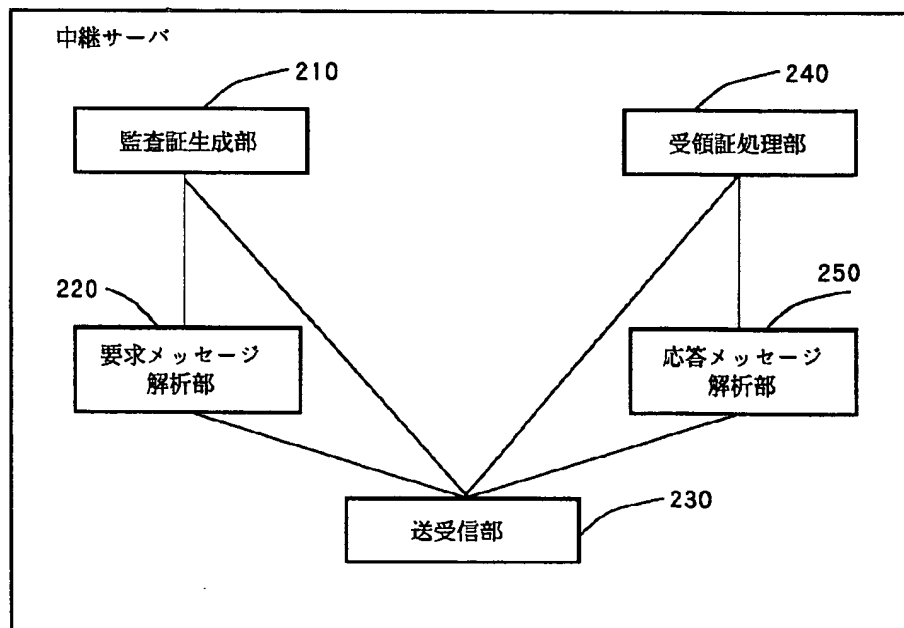 中継サーバ
210
240
監査証生成部
受領証処理部
220
250
要求メッセージ
解析部
応答メッセージ
解析部
230
送受信部